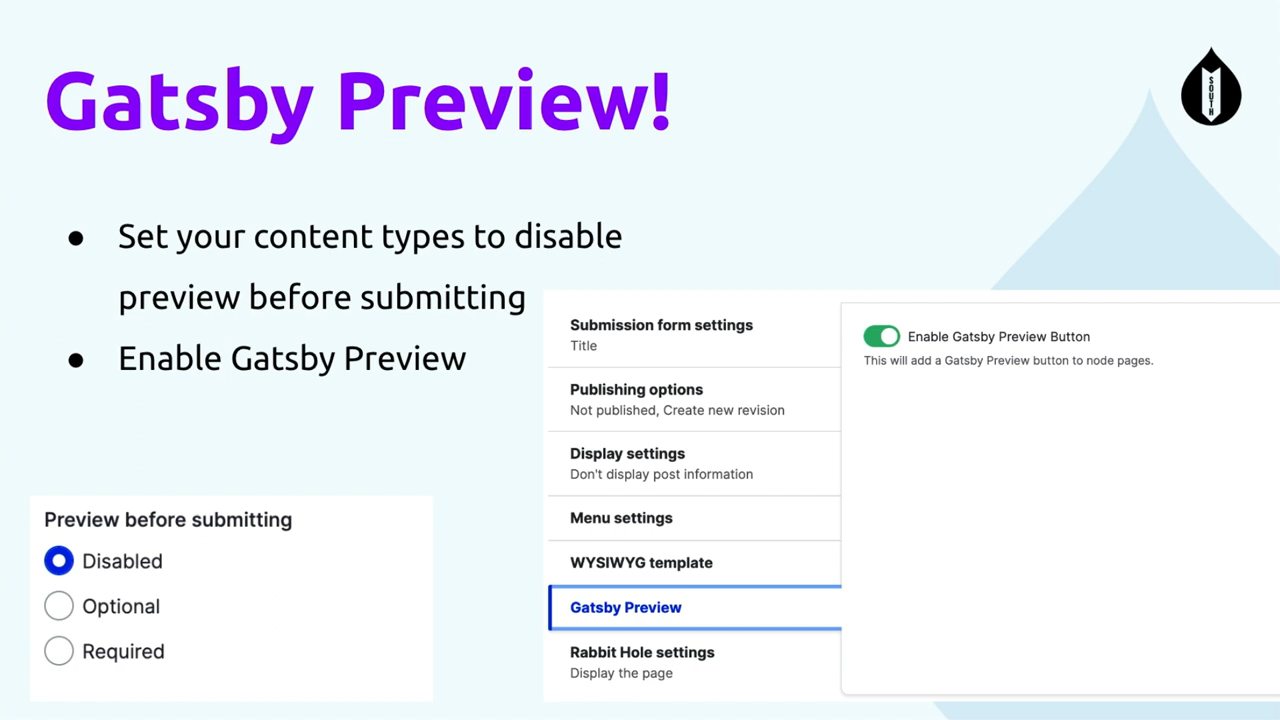 Gatsby Preview!
SOUTH
● Set your content types to disable
preview before submitting
● Enable Gatsby Preview
Preview before submitting
Disabled
Optional
Required
Submission form settings
Title
Publishing options
Not published, Create new revision
Display settings
Don't display post information
Menu settings
WYSIWYG template
Gatsby Preview
Rabbit Hole settings
Display the page
Enable Gatsby Preview Button
This will add a Gatsby Preview button to node pages.